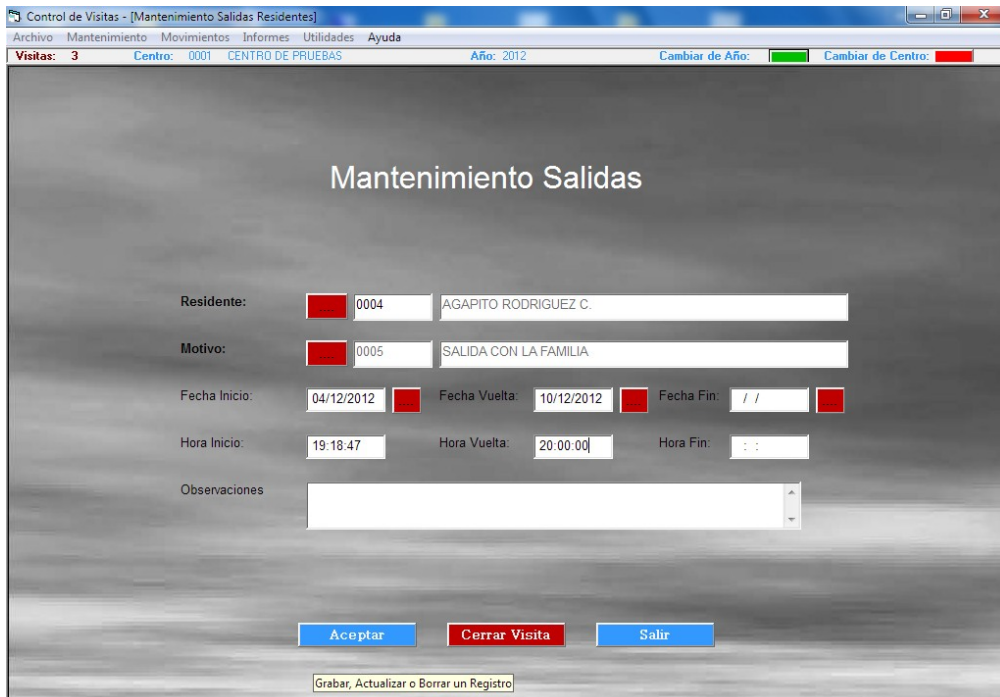 Control de Visitas - [Mantenimiento Salidas Residentes]
Archivo Mantenimiento Movimientos Informes Utilidades Ayuda
Visitas: 3 Centro: 0001 CENTRO DE PRUEBAS Año: 2012 Cambiar de Año: Cambiar de Centro:
Mantenimiento Salidas
Residente: ..... 0004 AGAPITO RODRIGUEZ C.
Motivo: ..... 0005 SALIDA CON LA FAMILIA
Fecha Inicio: 04/12/2012 ..... Fecha Vuelta: 10/12/2012 ..... Fecha Fin: / / .....
Hora Inicio: 19:18:47 Hora Vuelta: 20:00:00 Hora Fin: : :
Observaciones
Aceptar Cerrar Visita Salir
Grabar, Actualizar o Borrar un Registro